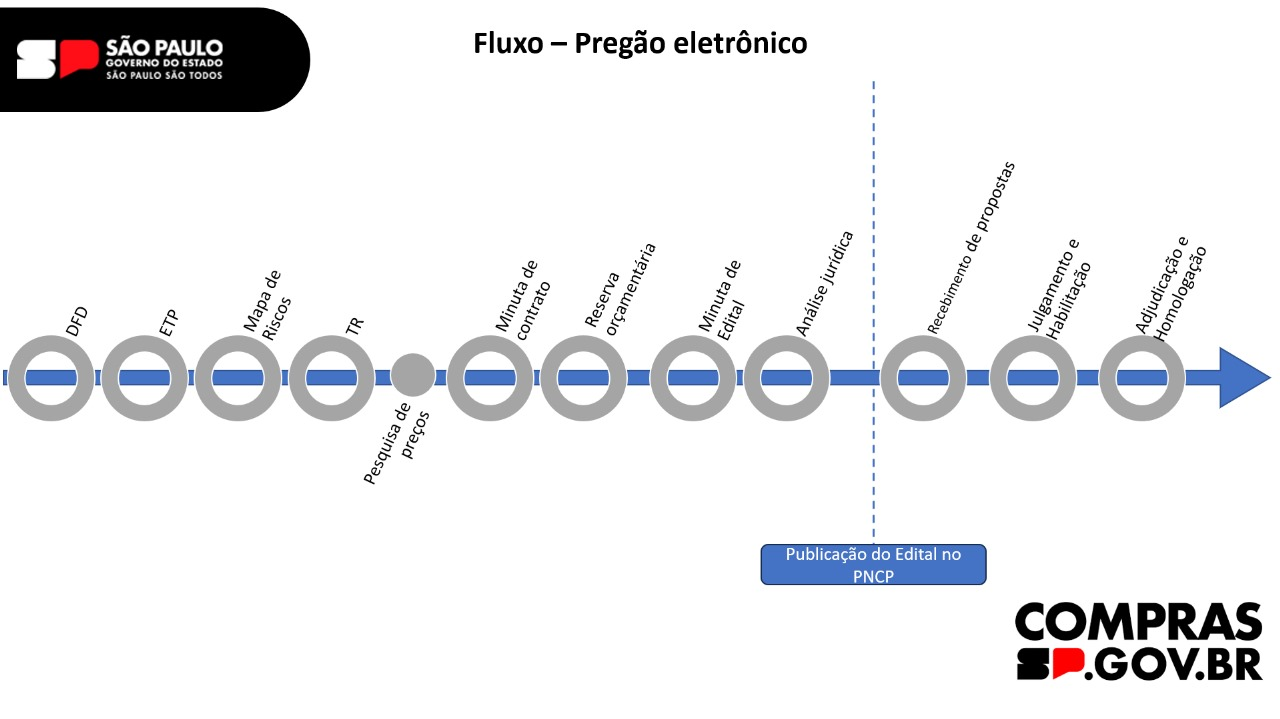 SÃO PAULO
GOVERNO DO ESTADO
SÃO PAULO SÃO TODOS
Fluxo – Pregão eletrônico
DFD
ETP
Mapa de
Riscos
TR
Pesquisa de
preços
Minuta de
contrato
Reserva
orçamentária
Minuta de
Edital
Análise jurídica
Recebimento de propostas
Julgamento e
Habilitação
Adjudicação e
Homologação
Publicação do Edital no
PNCP
COMPRAS
SP.GOV.BR